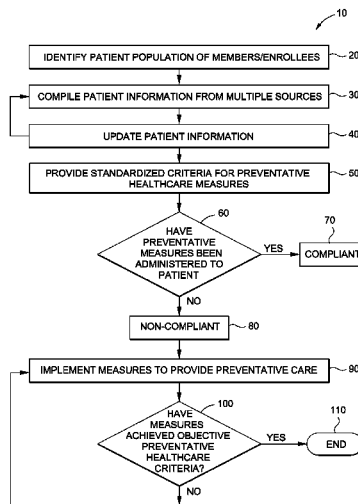 10
IDENTIFY PATIENT POPULATION OF MEMBERS/ENROLLEES
20
COMPILE PATIENT INFORMATION FROM MULTIPLE SOURCES
30
UPDATE PATIENT INFORMATION
40
PROVIDE STANDARDIZED CRITERIA FOR PREVENTATIVE
HEALTHCARE MEASURES
50
60
HAVE
PREVENTATIVE
MEASURES BEEN
ADMINISTERED TO
PATIENT
YES
70
COMPLIANT
NO
NON-COMPLIANT
80
IMPLEMENT MEASURES TO PROVIDE PREVENTATIVE CARE
90
100
HAVE
MEASURES
ACHIEVED OBJECTIVE
PREVENTATIVE
HEALTHCARE
CRITERIA?
YES
110
END
NO